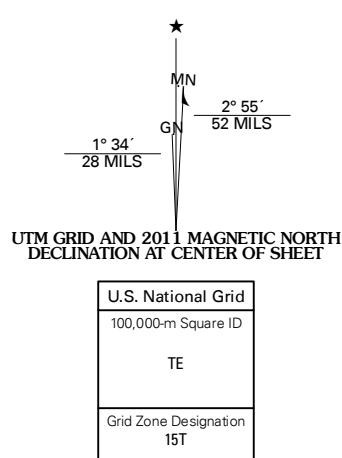 ★
MN
GN
2° 55´
52 MILS
1° 34´
28 MILS
UTM GRID AND 2011 MAGNETIC NORTH
DECLINATION AT CENTER OF SHEET
U.S. National Grid
100,000-m Square ID
TE
Grid Zone Designation
15T